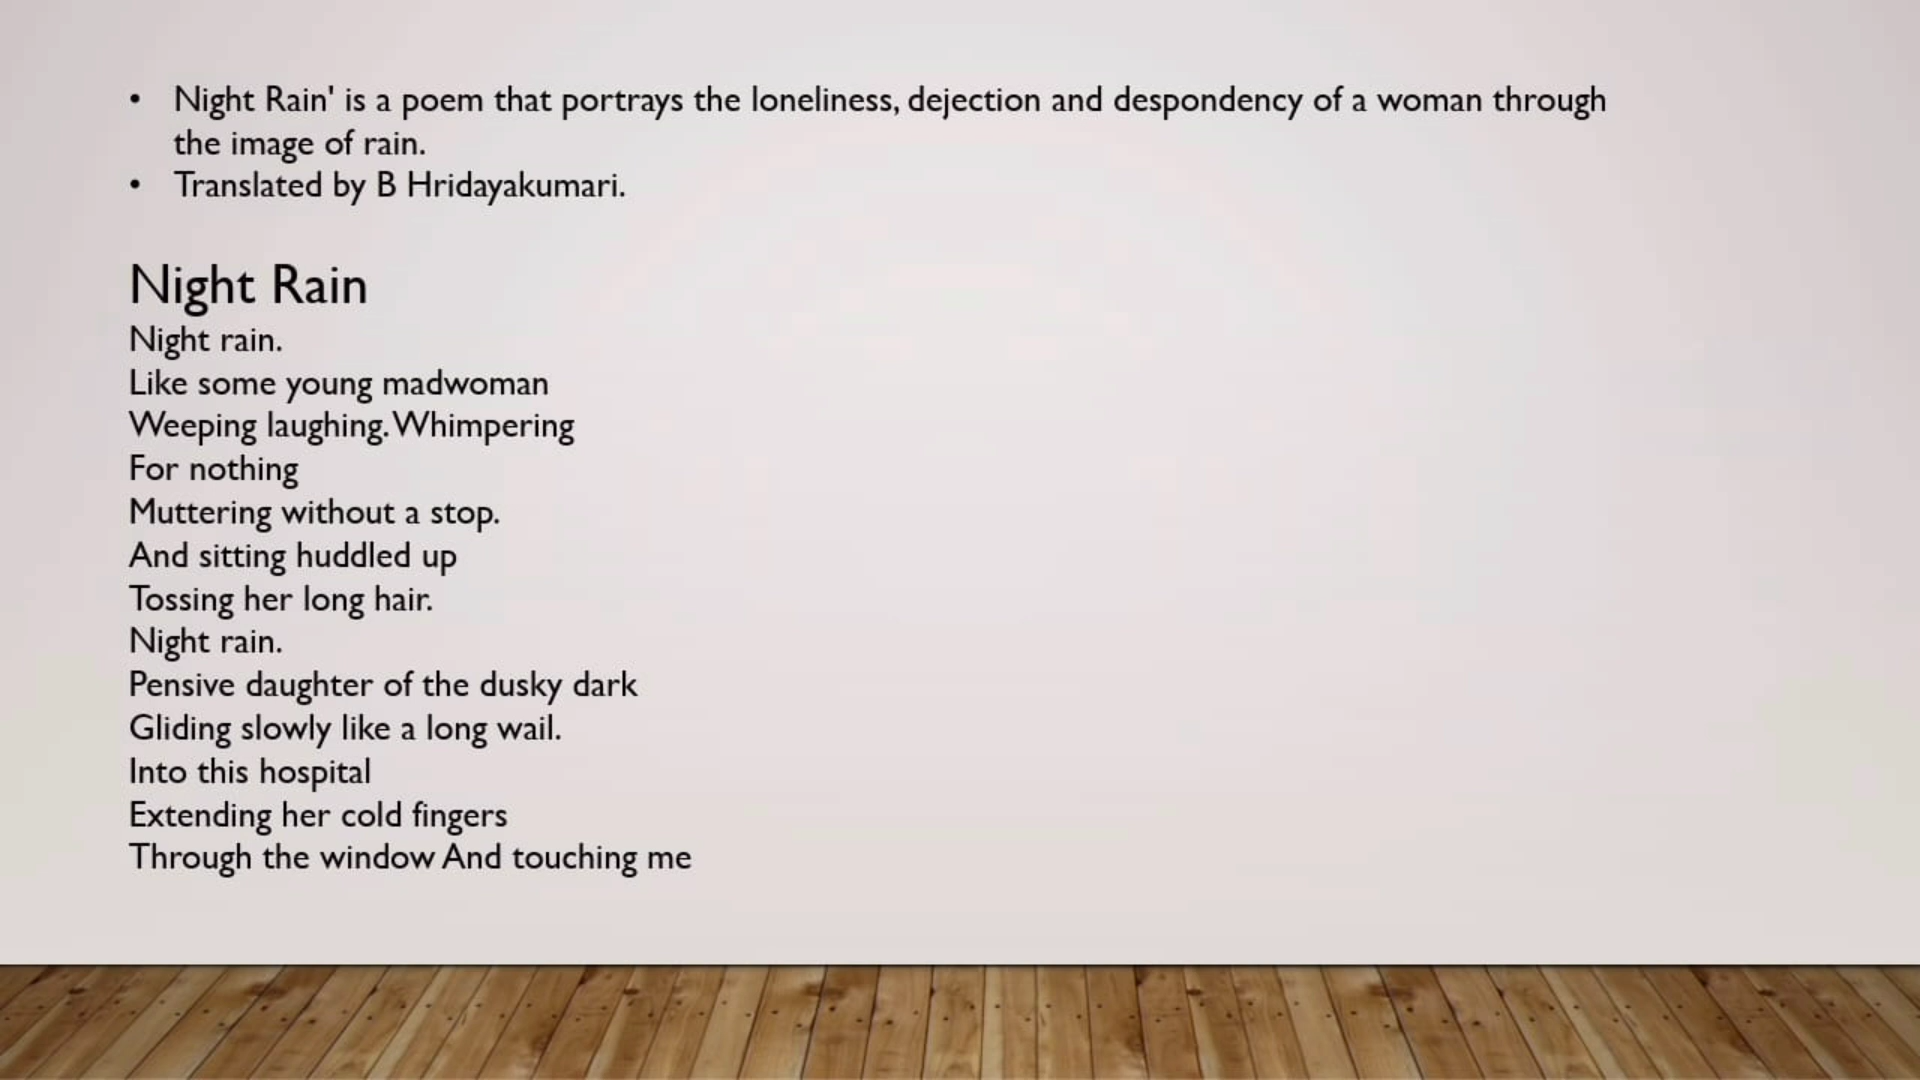 • Night Rain' is a poem that portrays the loneliness, dejection and despondency of a woman through
the image of rain.
• Translated by B Hridayakumari.
Night Rain
Night rain.
Like some young madwoman
Weeping laughing. Whimpering
For nothing
Muttering without a stop.
And sitting huddled up
Tossing her long hair.
Night rain.
Pensive daughter of the dusky dark
Gliding slowly like a long wail.
Into this hospital
Extending her cold fingers
Through the window And touching me